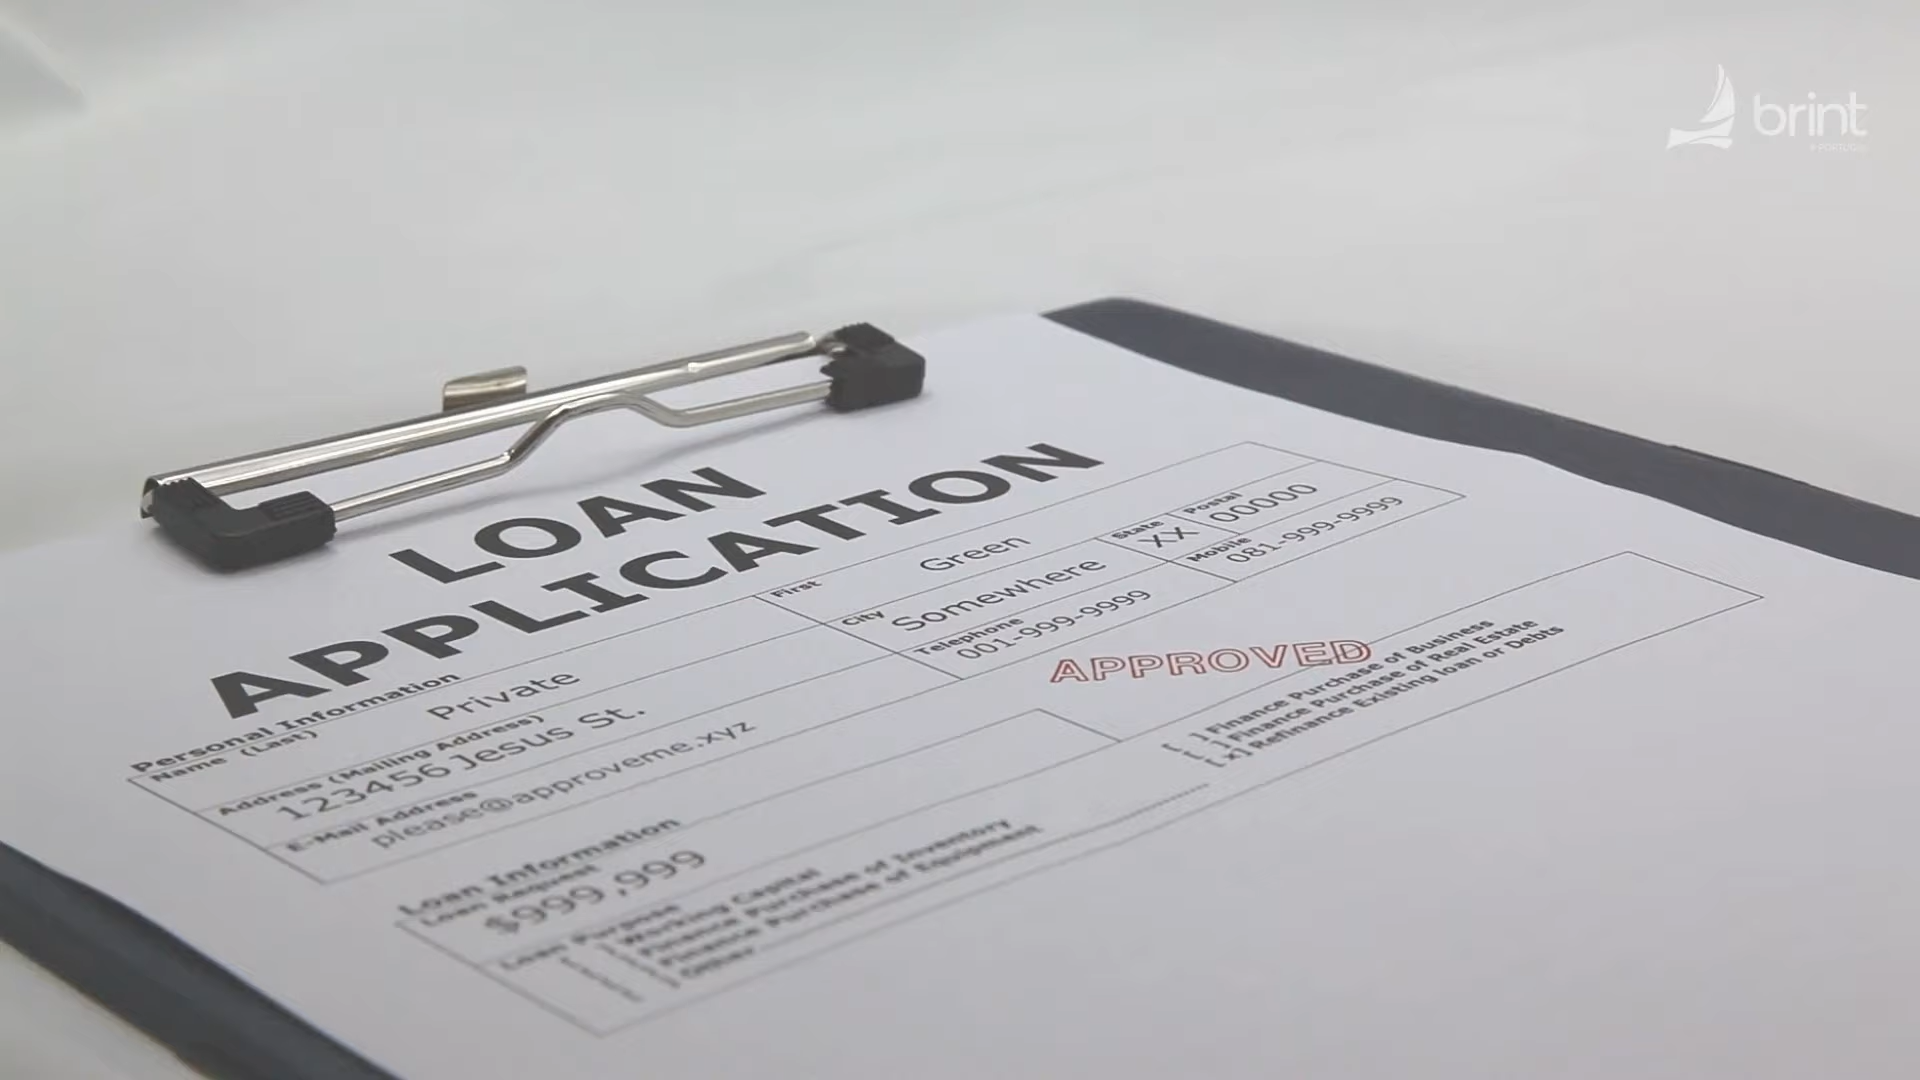 brint
LOAN
APPLICATION
Personal Information
Name (Last)
Private
First
Green
Address (Mailing Address)
123456 Jesus St.
City
Somewhere
State
XX
Postal
00000
E-Mail Address
please@approveme.xyz
Telephone
001-999-9999
Mobile
081-999-9999
APPROVED
Loan Information
Loan Request
$999,999
Loan Purpose
[ ] Working Capital
[ ] Finance Purchase of Inventory
[ ] Finance Purchase of Equipment
[ ] Other
[ ] Finance Purchase of Business
[ ] Finance Purchase of Real Estate
[x] Refinance Existing loan or Debts